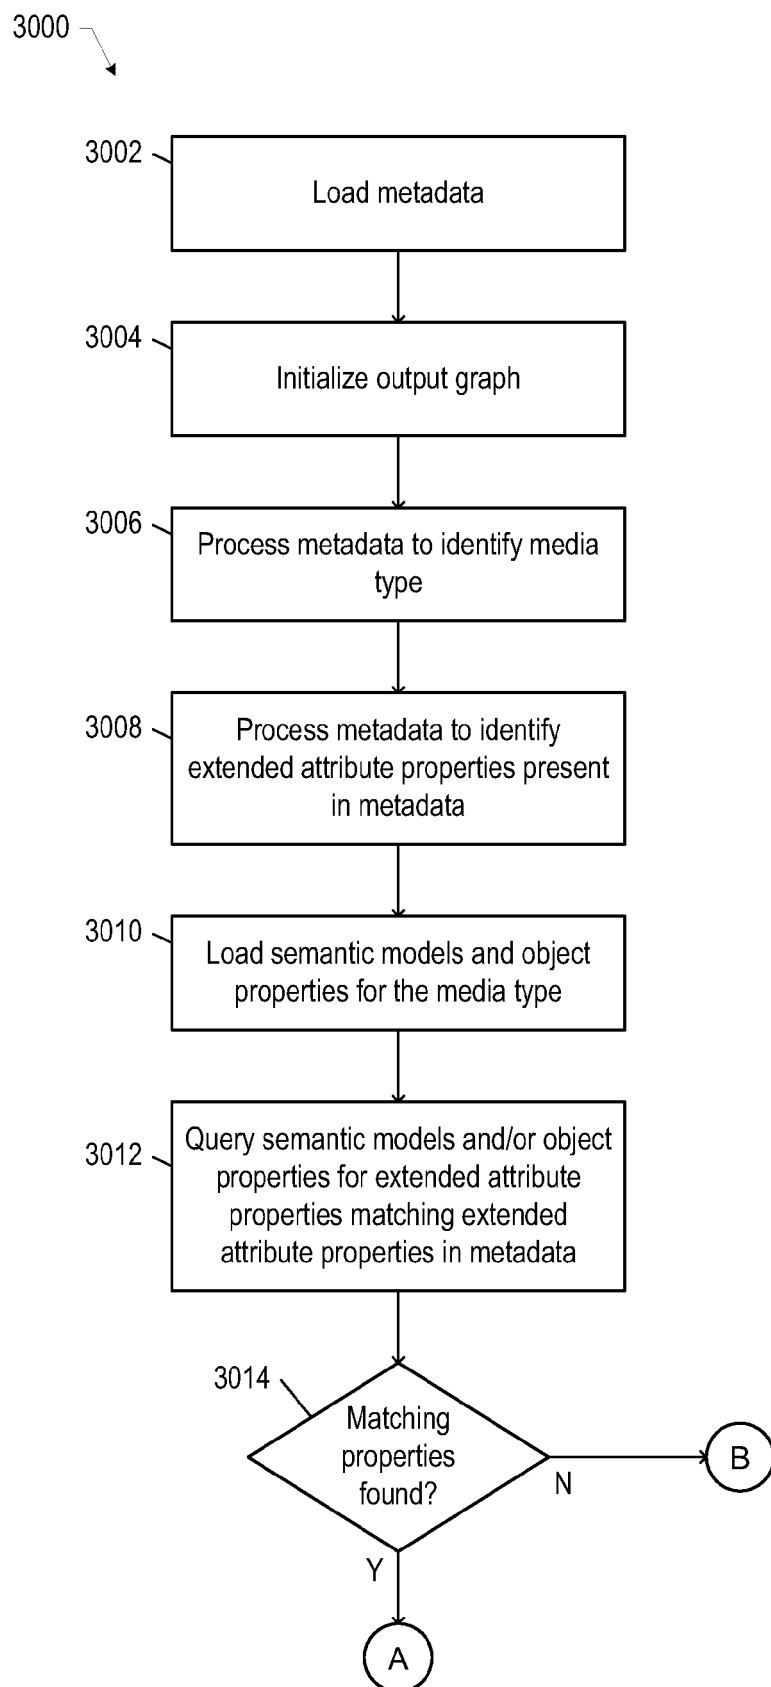 3000
3002
Load metadata
3004
Initialize output graph
3006
Process metadata to identify media
type
3008
Process metadata to identify
extended attribute properties present
in metadata
3010
Load semantic models and object
properties for the media type
3012
Query semantic models and/or object
properties for extended attribute
properties matching extended
attribute properties in metadata
3014
Matching
properties
found?
N
B
Y
A